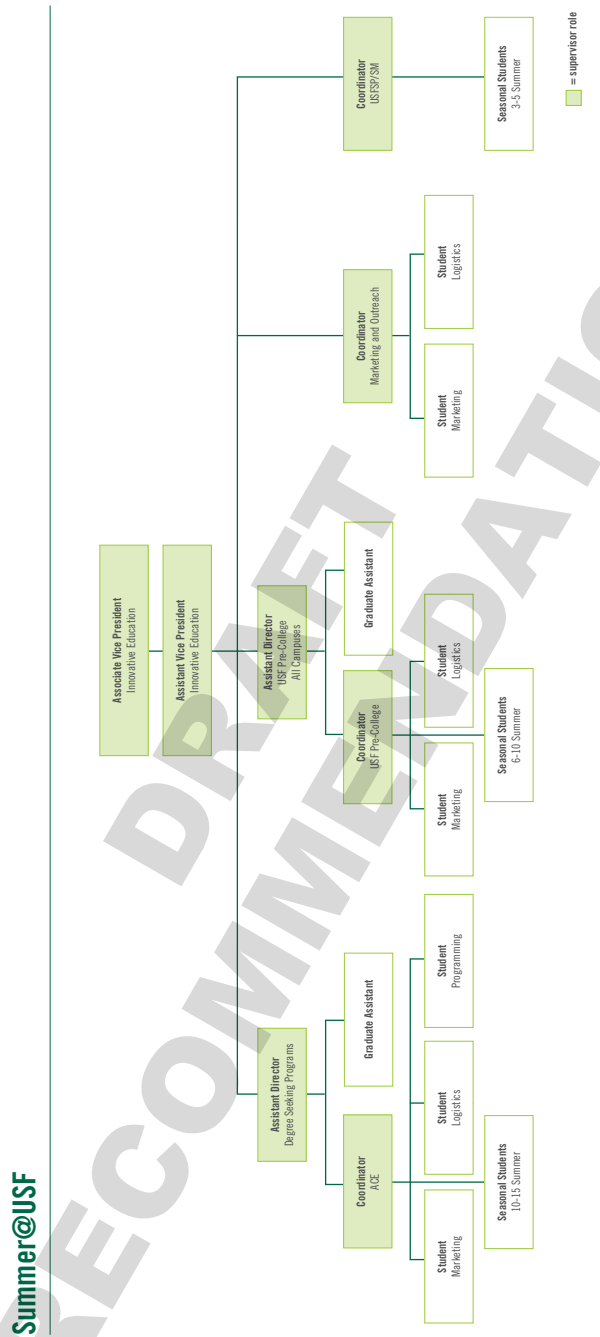 Summer@USF
Associate Vice President
Innovative Education
Assistant Vice President
Innovative Education
Assistant Director
Degree Seeking Programs
Assistant Director
USF Pre-College
All Campuses
Coordinator
ACE
Graduate Assistant
Coordinator
USF Pre-College
Graduate Assistant
Coordinator
Marketing and Outreach
Coordinator
USFSP/SM
Student
Marketing
Student
Logistics
Student
Programming
Student
Marketing
Student
Logistics
Student
Marketing
Student
Logistics
Seasonal Students
10-15 Summer
Seasonal Students
6-10 Summer
Seasonal Students
3-5 Summer
= supervisor role
DRAFT
RECOMMENDATIO